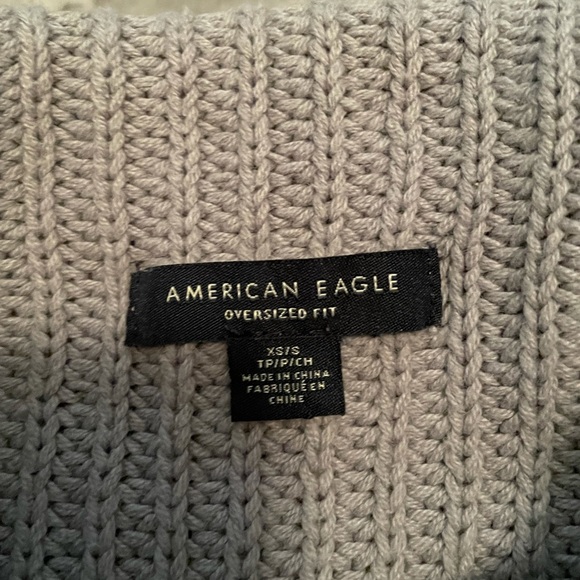 AMERICAN EAGLE
OVERSIZED FIT
XS/S
TP/P/CH
MADE IN CHINA
FABRIQUÉ EN
CHINE